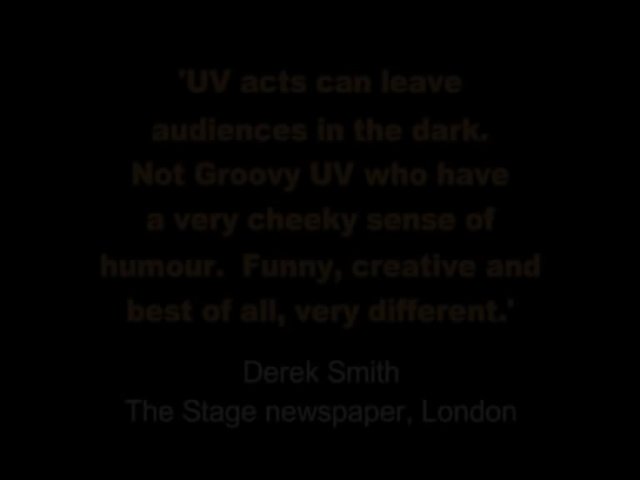 'UV acts can leave
audiences in the dark.
Not Groovy UV who have
a very cheeky sense of
humour.  Funny, creative and
best of all, very different.'
Derek Smith
The Stage newspaper, London